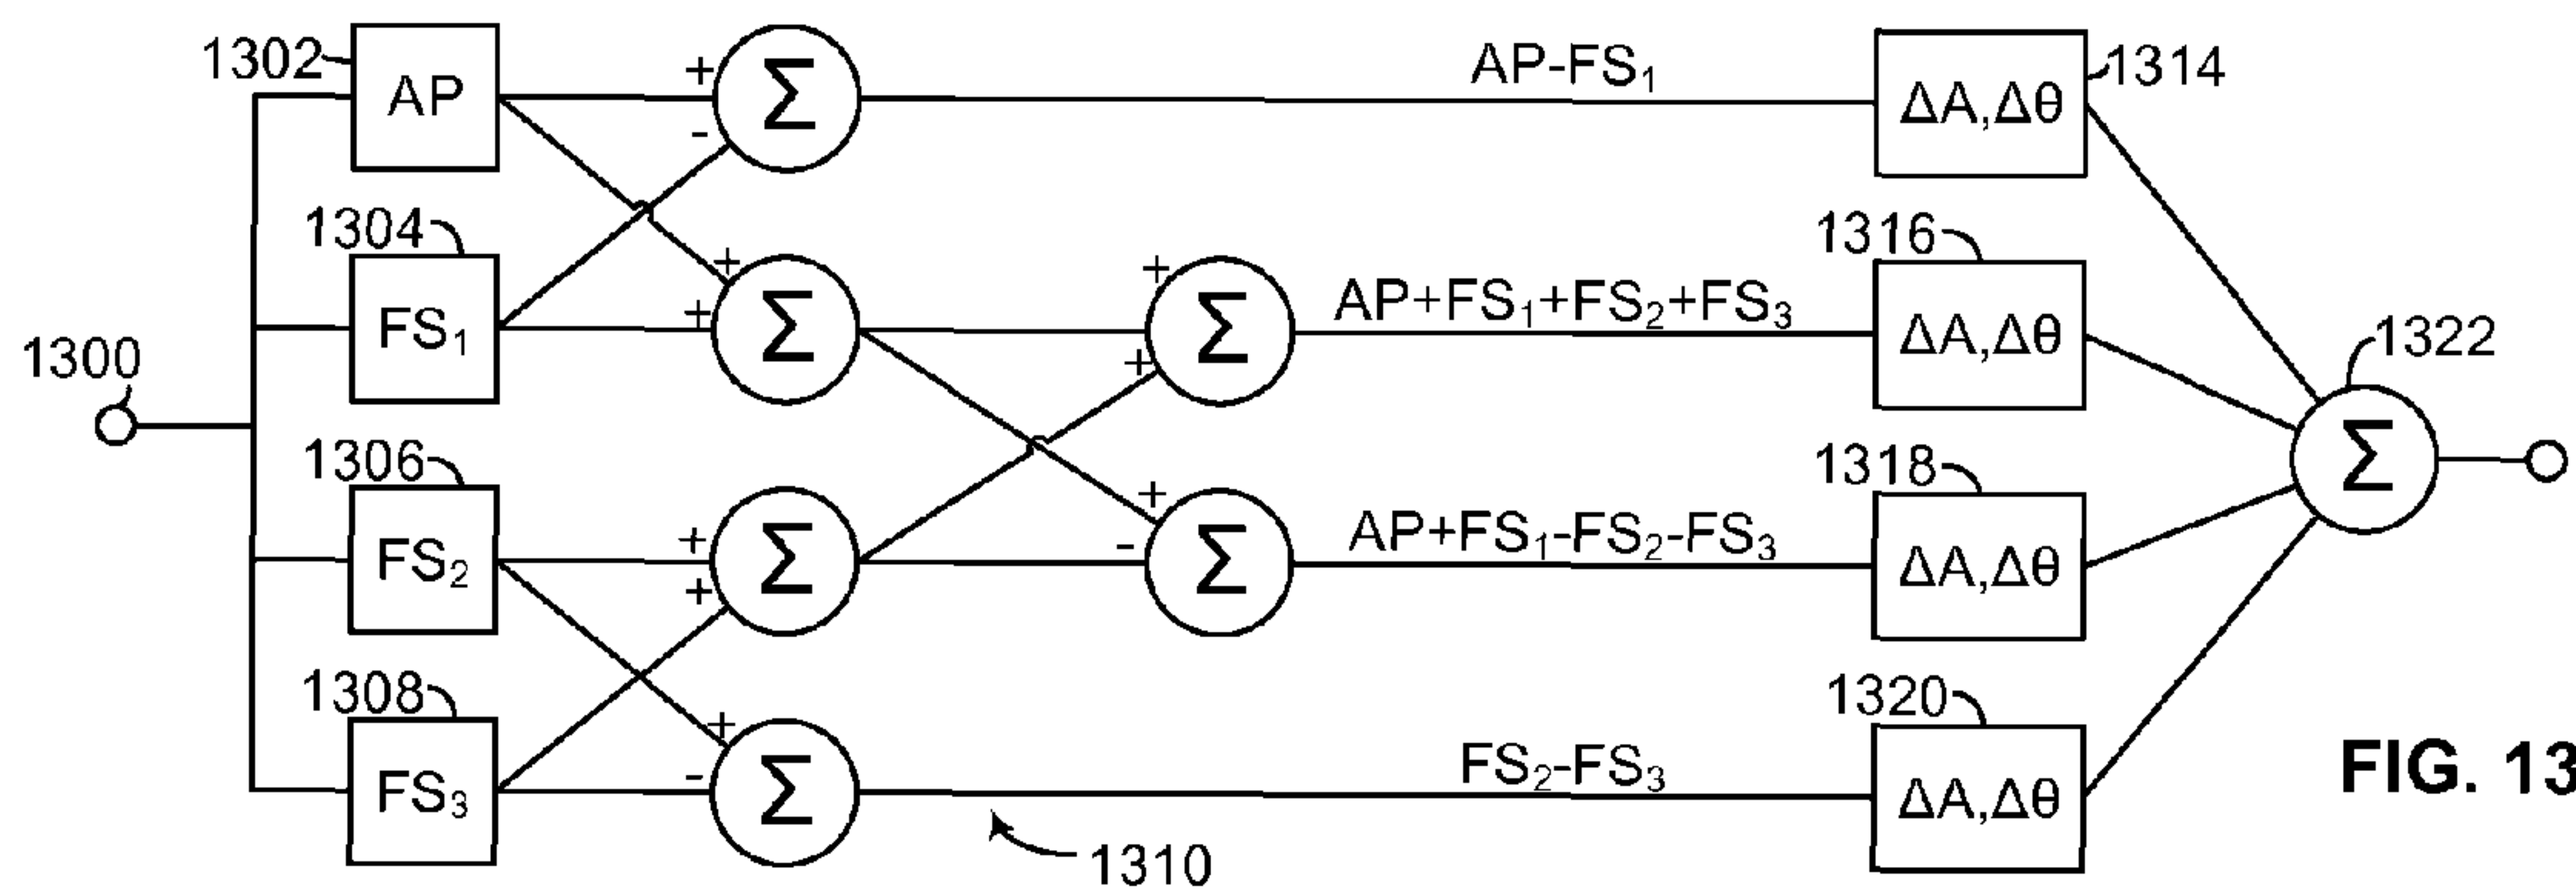 1302
AP
+
-
Σ
AP-FS₁
ΔA,Δθ
1314
1300
1304
FS₁
+
+
Σ
+
+
Σ
AP+FS₁+FS₂+FS₃
1316
ΔA,Δθ
1322
Σ
1306
FS₂
+
+
Σ
+
-
Σ
AP+FS₁-FS₂-FS₃
1318
ΔA,Δθ
1308
FS₃
+
-
Σ
FS₂-FS₃
1310
1320
ΔA,Δθ
FIG. 13